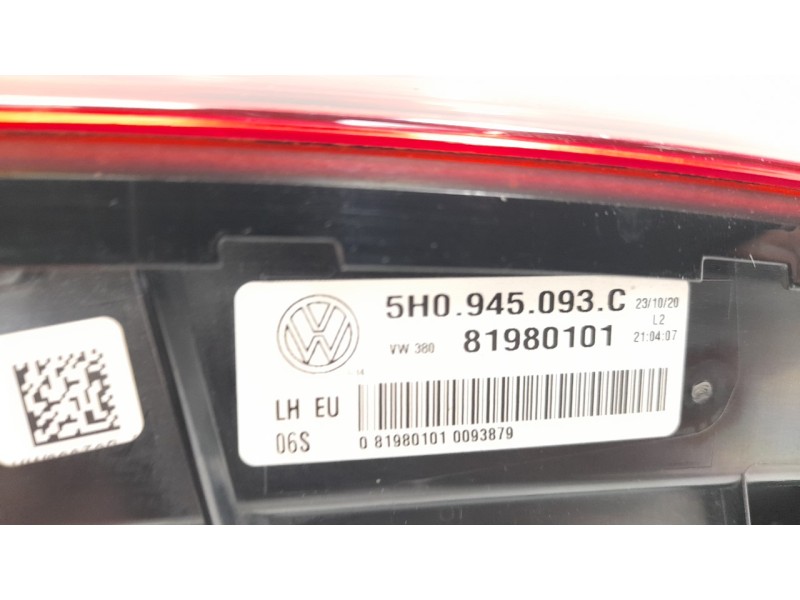 5H0.945.093.C
23/10/20
L2
VW 380
81980101
21:04:07
LH EU
06S
0 81980101 0093879